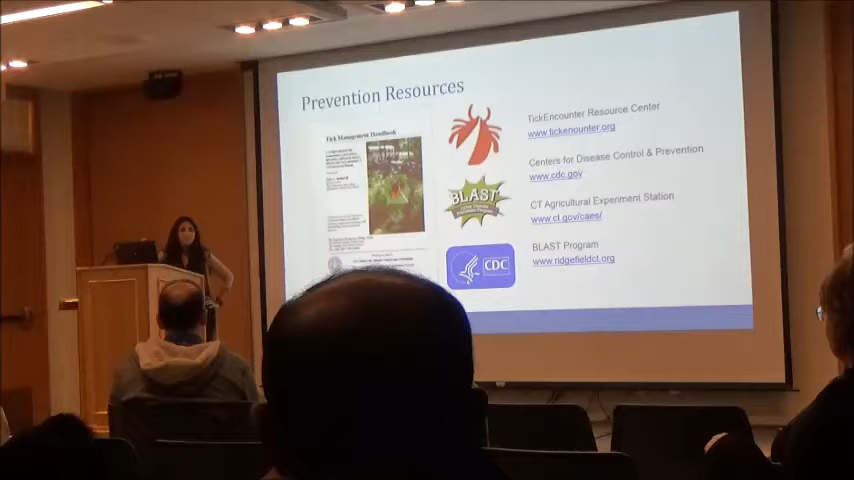 Prevention Resources
Tick Management Handbook
TickEncounter Resource Center
www.tickencounter.org
Centers for Disease Control & Prevention
www.cdc.gov
CT Agricultural Experiment Station
www.ct.gov/caes/
BLAST Program
www.ridgefieldct.org
BLAST
CDC